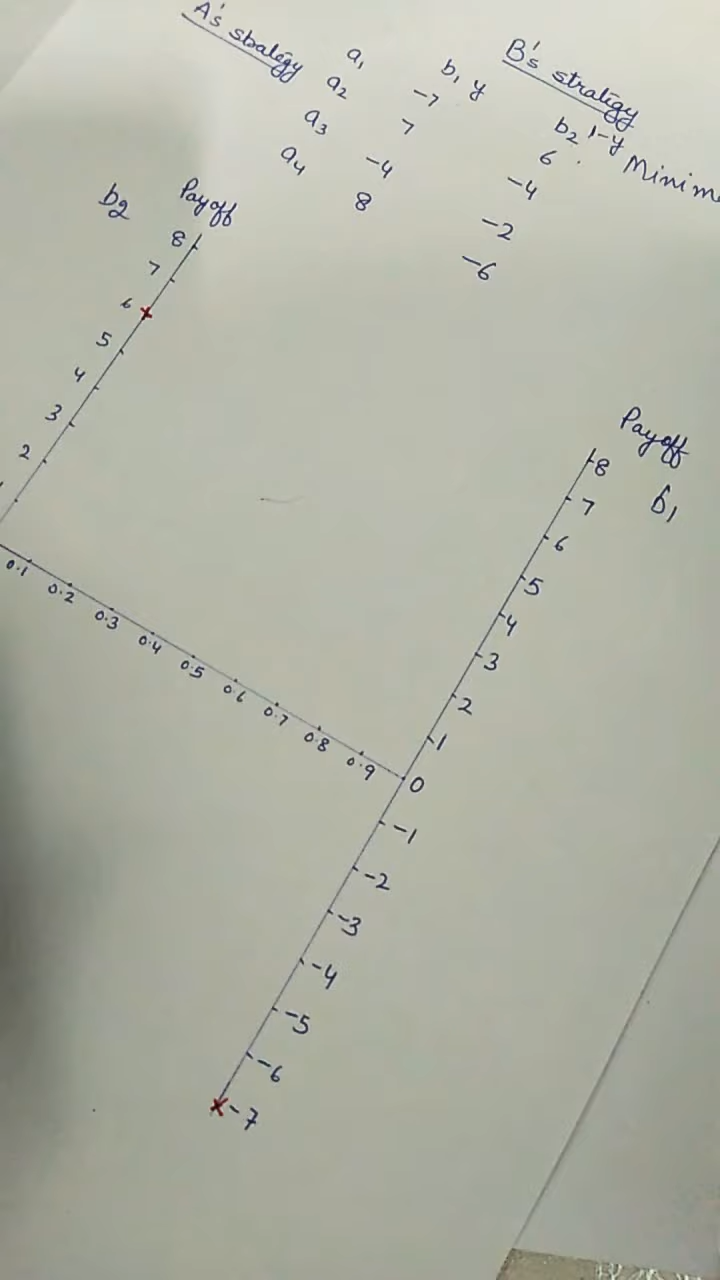 A's strategy
B's strategy
b1 y
b2 1-y
a1 -7 6
a2 7 -4
a3 -4 -2
a4 8 -6
b2 Payoff
8
7
6
5
4
3
2
0.1 0.2 0.3 0.4 0.5 0.6 0.7 0.8 0.9
Payoff
b1
8
7
6
5
4
3
2
1
0
-1
-2
-3
-4
-5
-6
-7